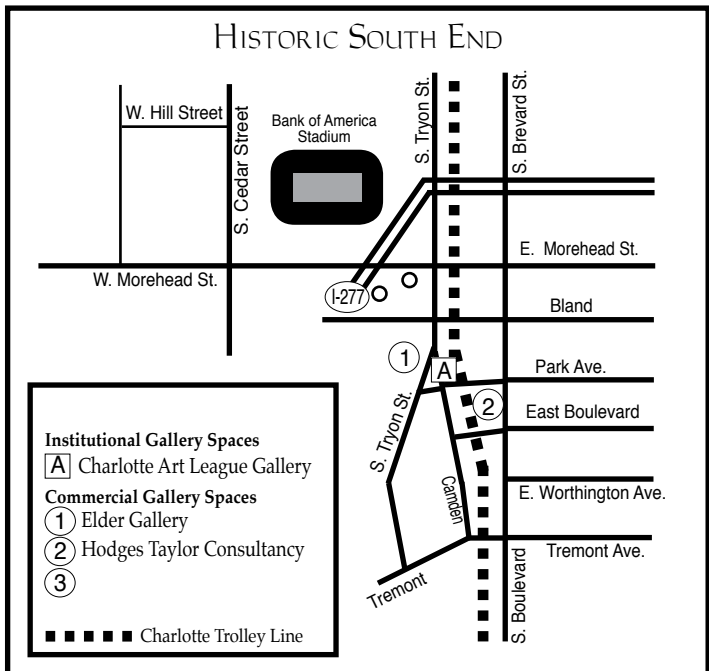 HISTORIC SOUTH END
W. Hill Street
S. Cedar Street
Bank of America
Stadium
S. Tryon St.
S. Brevard St.
W. Morehead St.
E. Morehead St.
I-277
Bland
1
A
Park Ave.
2
East Boulevard
S. Tryon St.
Camden
E. Worthington Ave.
Tremont
Tremont Ave.
S. Boulevard
Institutional Gallery Spaces
A Charlotte Art League Gallery
Commercial Gallery Spaces
1 Elder Gallery
2 Hodges Taylor Consultancy
3
Charlotte Trolley Line